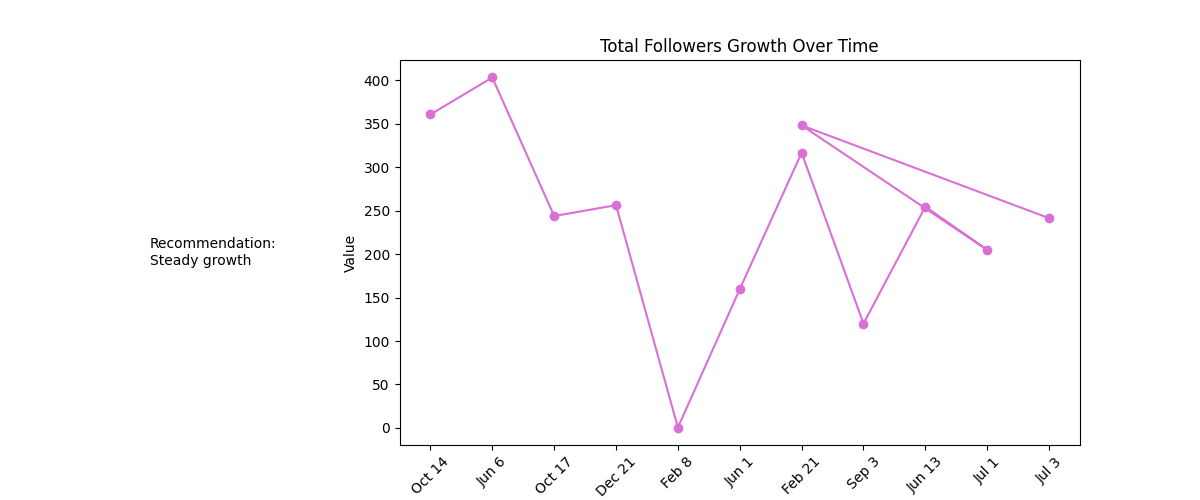 Total Followers Growth Over Time
Recommendation:
Steady growth
Value
400
350
300
250
200
150
100
50
0
Oct 14
Jun 6
Oct 17
Dec 21
Feb 8
Jun 1
Feb 21
Sep 3
Jun 13
Jul 1
Jul 3